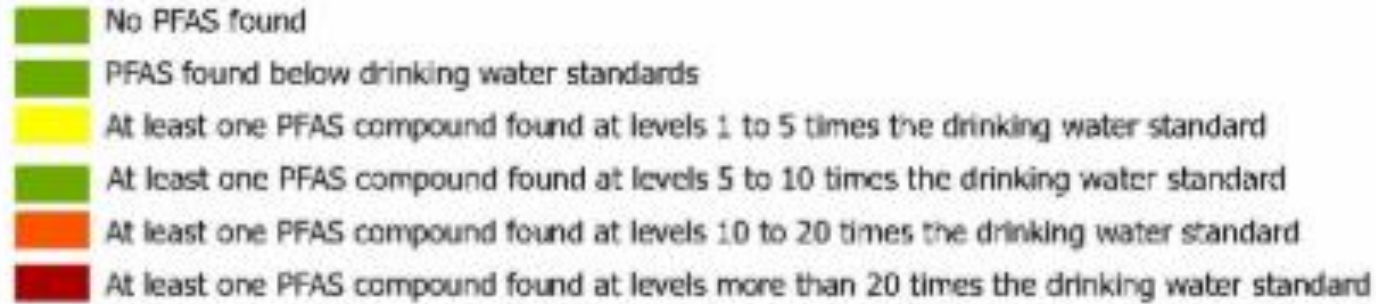 No PFAS found
PFAS found below drinking water standards
At least one PFAS compound found at levels 1 to 5 times the drinking water standard
At least one PFAS compound found at levels 5 to 10 times the drinking water standard
At least one PFAS compound found at levels 10 to 20 times the drinking water standard
At least one PFAS compound found at levels more than 20 times the drinking water standard